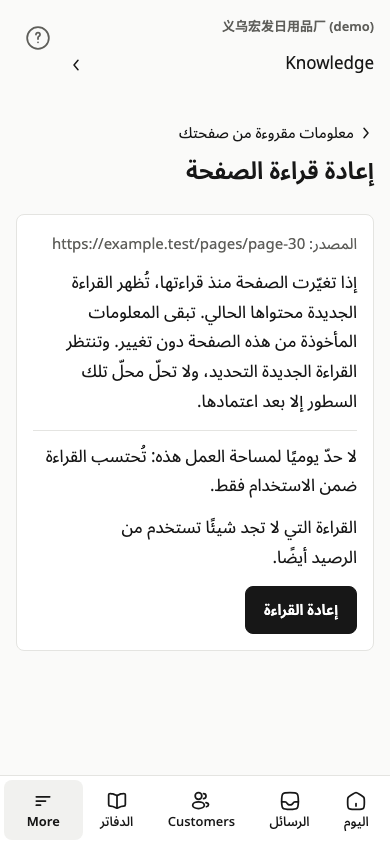 义乌宏发日用品厂 (demo)
Knowledge
معلومات مقروءة من صفحتك
إعادة قراءة الصفحة
المصدر: https://example.test/pages/page-30
إذا تغيّرت الصفحة منذ قراءتها، تُظهر القراءة
الجديدة محتواها الحالي. تبقى المعلومات
المأخوذة من هذه الصفحة دون تغيير. وتنتظر
القراءة الجديدة التحديد، ولا تحلّ محلّ تلك
السطور إلا بعد اعتمادها.
لا حدّ يوميًا لمساحة العمل هذه: تُحتسب القراءة
ضمن الاستخدام فقط.
القراءة التي لا تجد شيئًا تستخدم من
الرصيد أيضًا.
إعادة القراءة
اليوم
الرسائل
Customers
الدفاتر
More